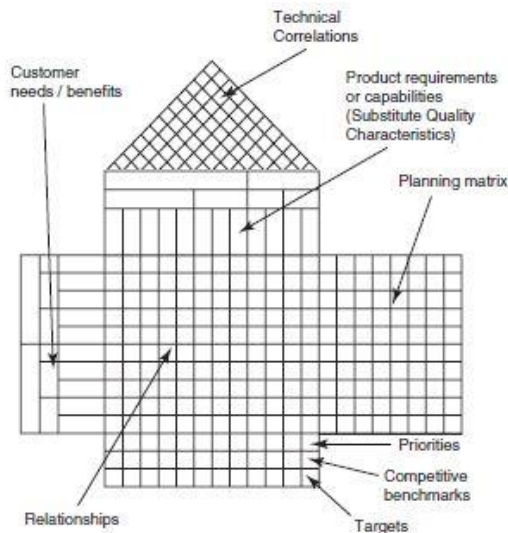 Technical
Correlations
Customer
needs / benefits
Product requirements
or capabilities
(Substitute Quality
Characteristics)
Planning matrix
Priorities
Competitive
benchmarks
Relationships
Targets